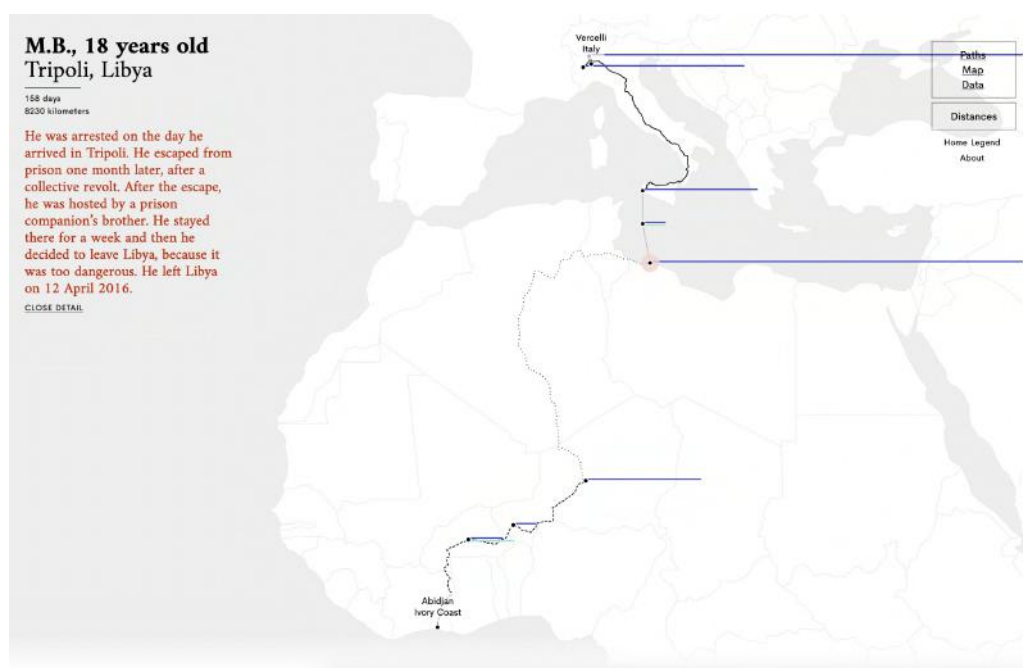 M.B., 18 years old
Tripoli, Libya
158 days
8230 kilometers
He was arrested on the day he
arrived in Tripoli. He escaped from
prison one month later, after a
collective revolt. After the escape,
he was hosted by a prison
companion's brother. He stayed
there for a week and then he
decided to leave Libya, because it
was too dangerous. He left Libya
on 12 April 2016.
CLOSE DETAIL
Vercelli
Italy
Abidjan
Ivory Coast
Paths
Map
Data
Distances
Home Legend
About